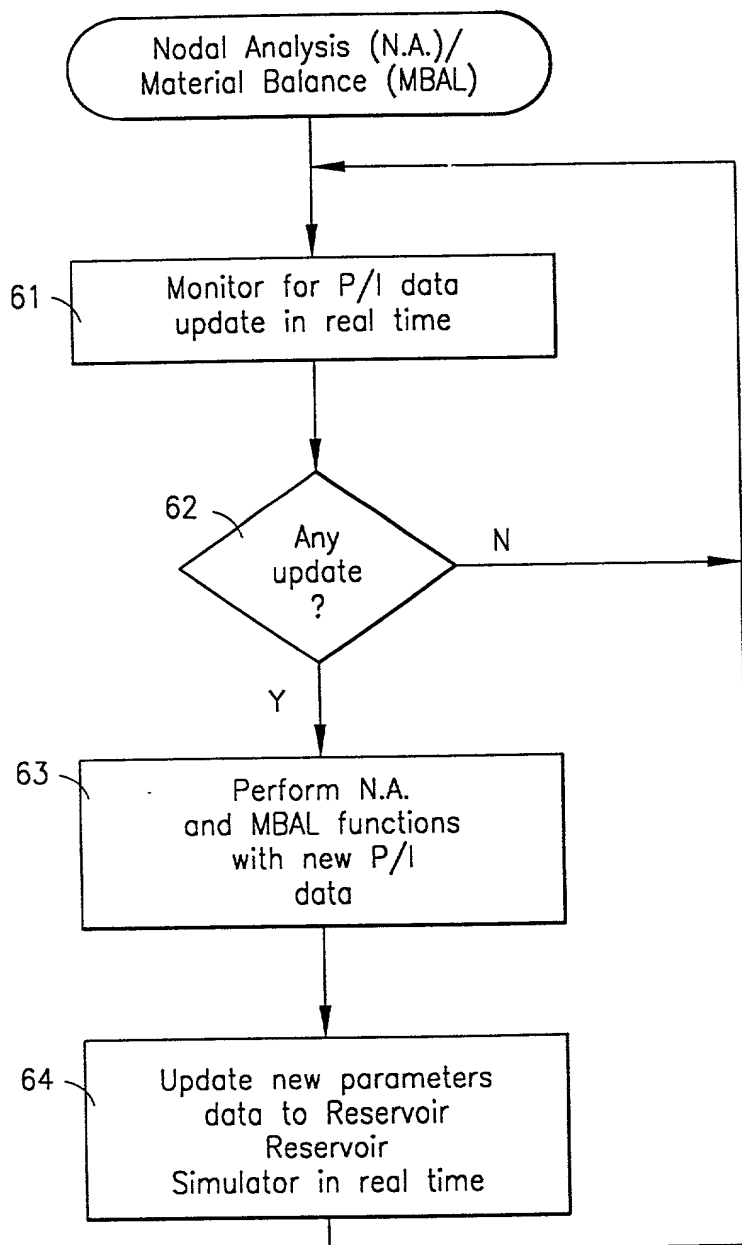 Nodal Analysis (N.A.)/
Material Balance (MBAL)
61
Monitor for P/I data
update in real time
62
Any
update
?
N
Y
63
Perform N.A.
and MBAL functions
with new P/I
data
64
Update new parameters
data to Reservoir
Reservoir
Simulator in real time